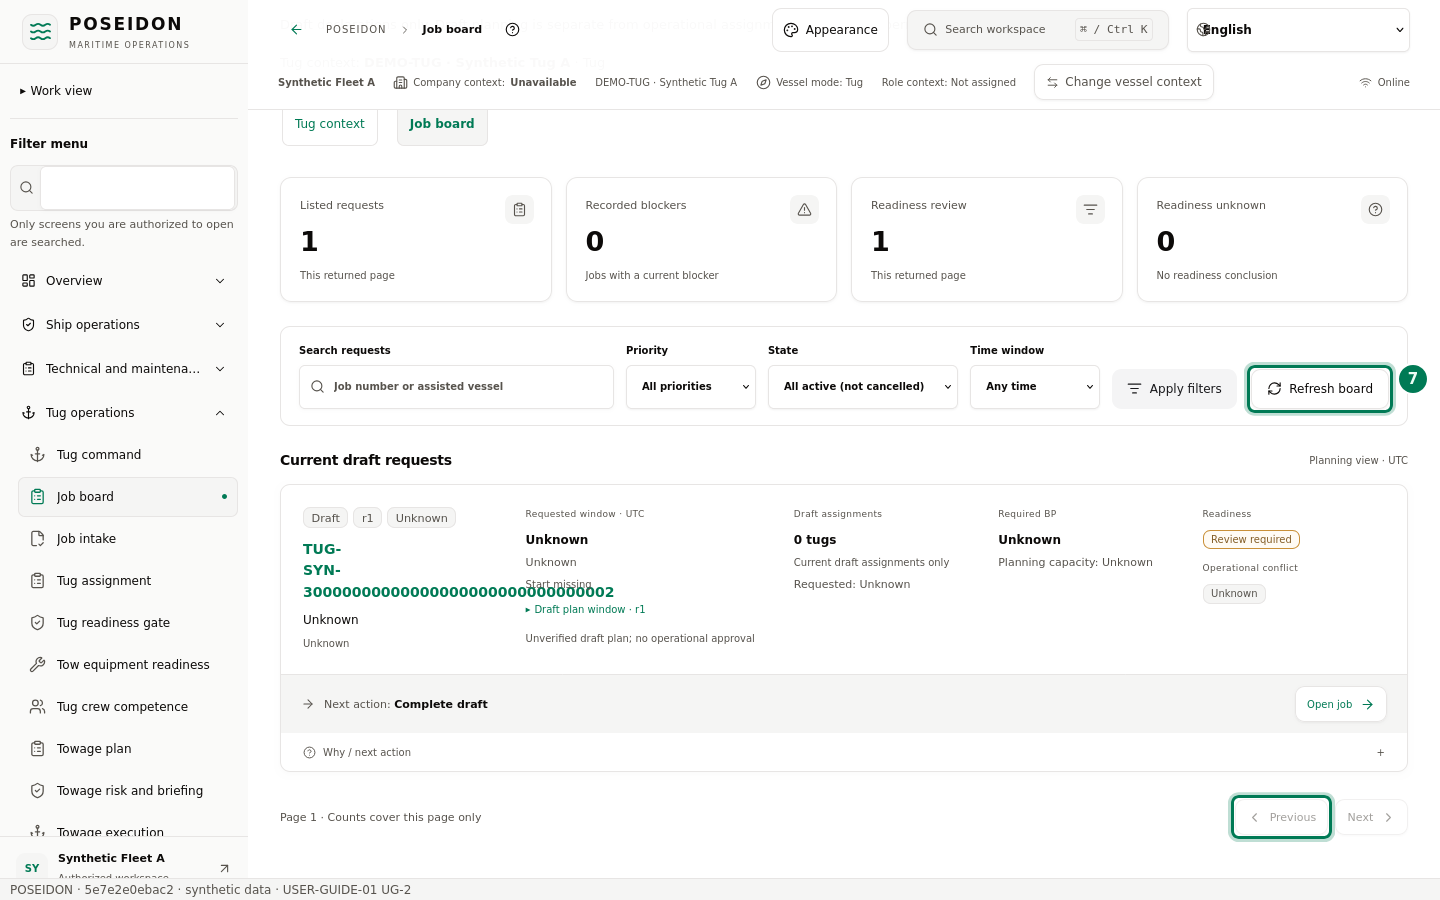 POSEIDON
MARITIME OPERATIONS
Work view
Filter menu
Only screens you are authorized to open
are searched.
Overview
Ship operations
Technical and maintena...
Tug operations
Tug command
Job board
Job intake
Tug assignment
Tug readiness gate
Tow equipment readiness
Tug crew competence
Towage plan
Towage risk and briefing
Towage execution
SY
Synthetic Fleet A
Authorized workspace
POSEIDON
Job board
Appearance
Search workspace
⌘ / Ctrl K
English
Synthetic Fleet A
Company context: Unavailable
DEMO-TUG · Synthetic Tug A
Vessel mode: Tug
Role context: Not assigned
Change vessel context
Online
Tug context
Job board
Listed requests
1
This returned page
Recorded blockers
0
Jobs with a current blocker
Readiness review
1
This returned page
Readiness unknown
0
No readiness conclusion
Search requests
Job number or assisted vessel
Priority
All priorities
State
All active (not cancelled)
Time window
Any time
Apply filters
Refresh board
7
Current draft requests
Planning view · UTC
Draft
r1
Unknown
TUG-
SYN-
Unknown
Unknown
Requested window · UTC
Unknown
Unknown
Start missing
Draft plan window · r1
Unverified draft plan; no operational approval
Draft assignments
0 tugs
Current draft assignments only
Requested: Unknown
Required BP
Unknown
Planning capacity: Unknown
Readiness
Review required
Operational conflict
Unknown
Next action: Complete draft
Open job
Why / next action
+
Page 1 · Counts cover this page only
Previous
Next
POSEIDON · 5e7e2e0ebac2 · synthetic data · USER-GUIDE-01 UG-2